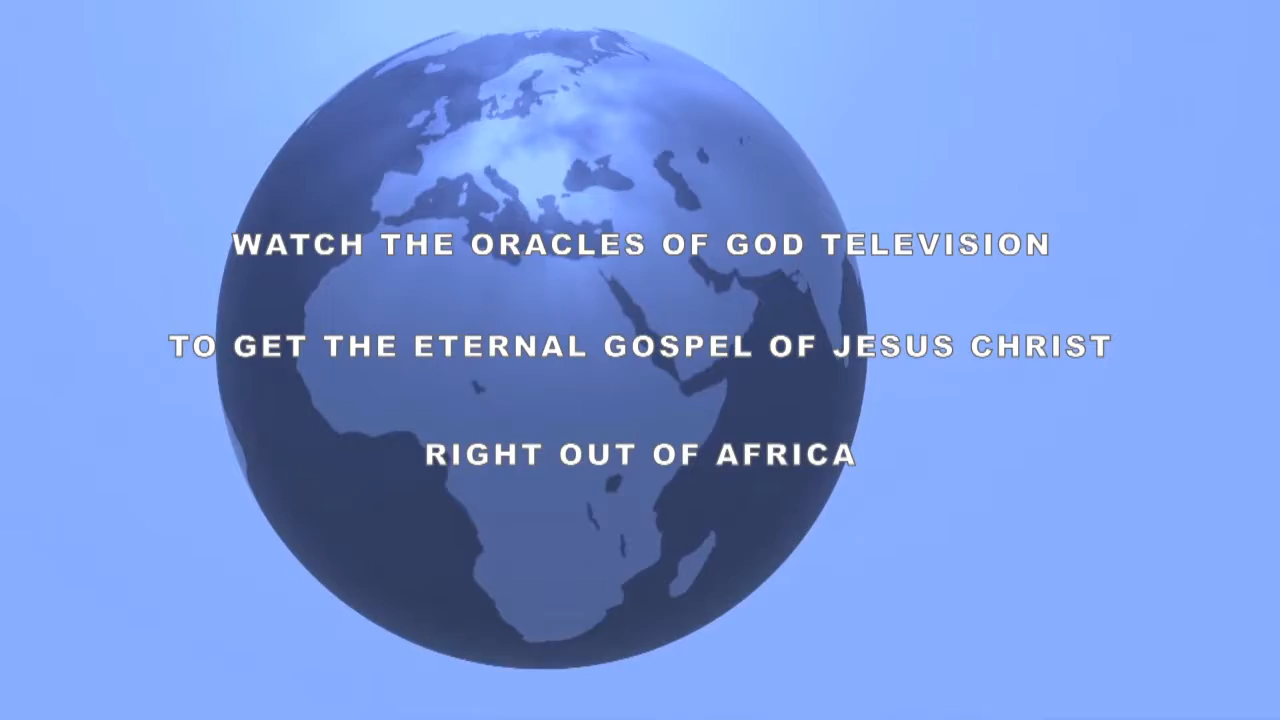 WATCH THE ORACLES OF GOD TELEVISION
TO GET THE ETERNAL GOSPEL OF JESUS CHRIST
RIGHT OUT OF AFRICA